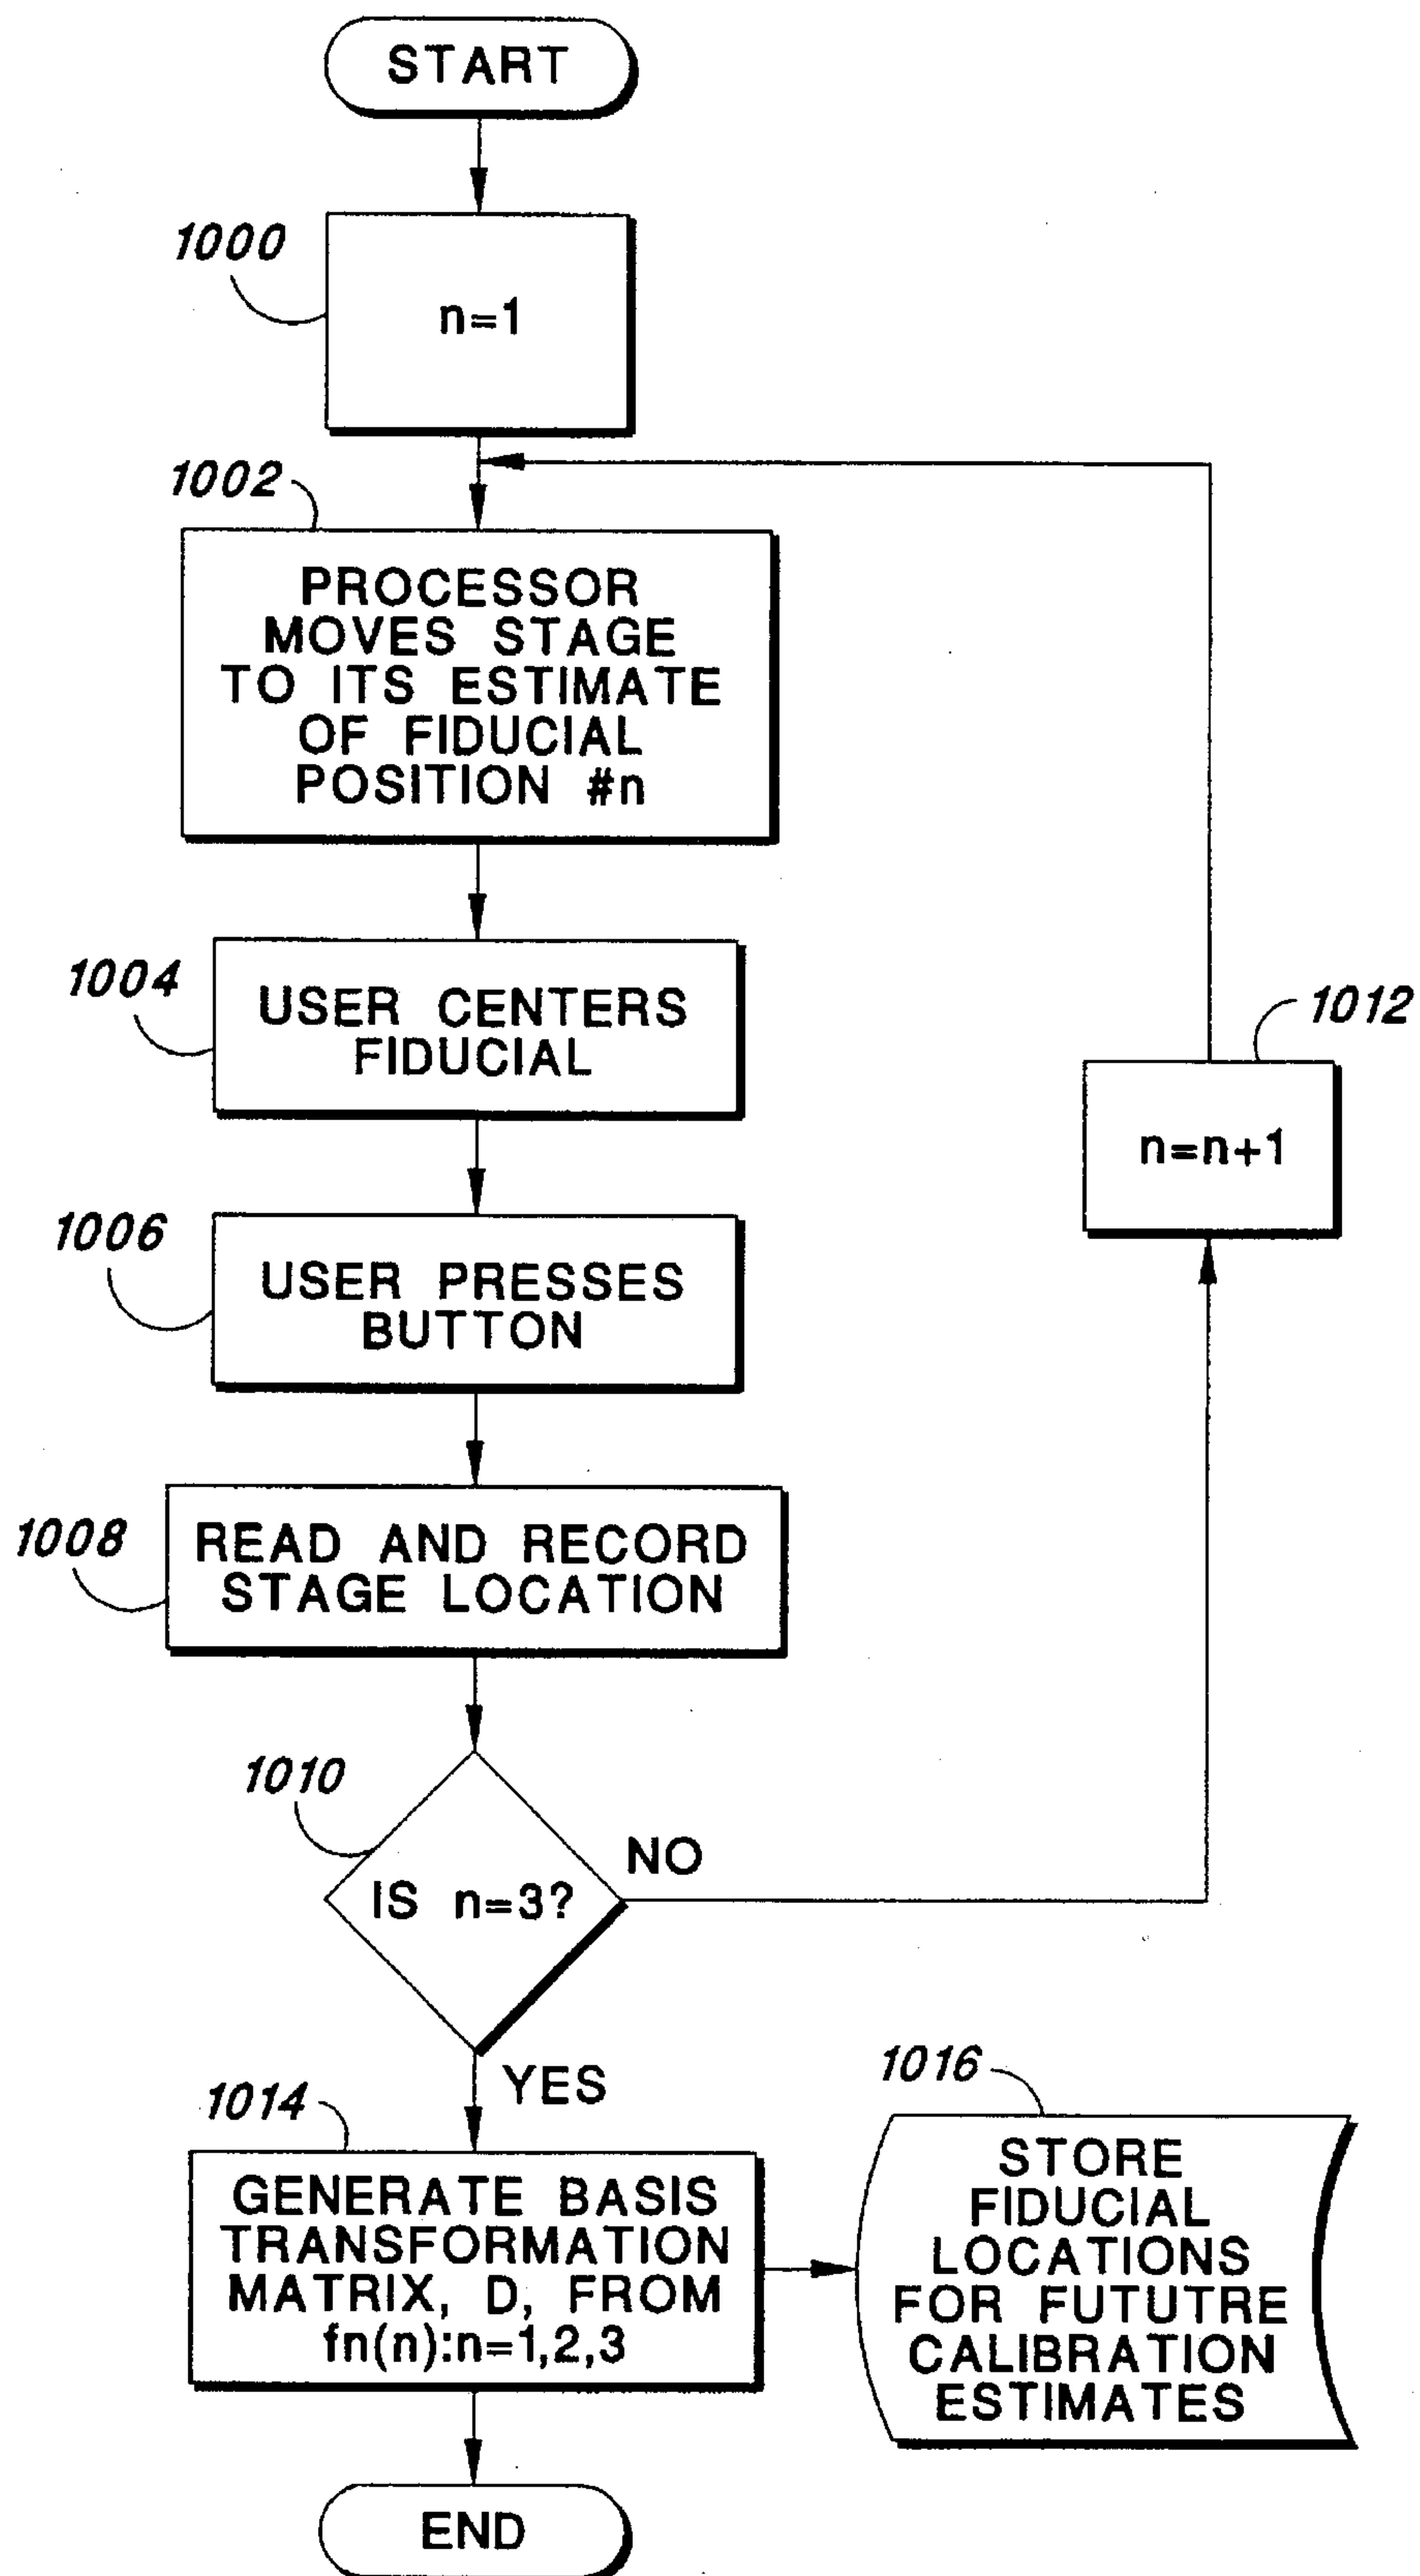 START
1000
n=1
1002
PROCESSOR
MOVES STAGE
TO ITS ESTIMATE
OF FIDUCIAL
POSITION #n
1004
USER CENTERS
FIDUCIAL
1012
n=n+1
1006
USER PRESSES
BUTTON
1008
READ AND RECORD
STAGE LOCATION
1010
IS n=3?
NO
YES
1014
GENERATE BASIS
TRANSFORMATION
MATRIX, D, FROM
fn(n):n=1,2,3
1016
STORE
FIDUCIAL
LOCATIONS
FOR FUTUTRE
CALIBRATION
ESTIMATES
END